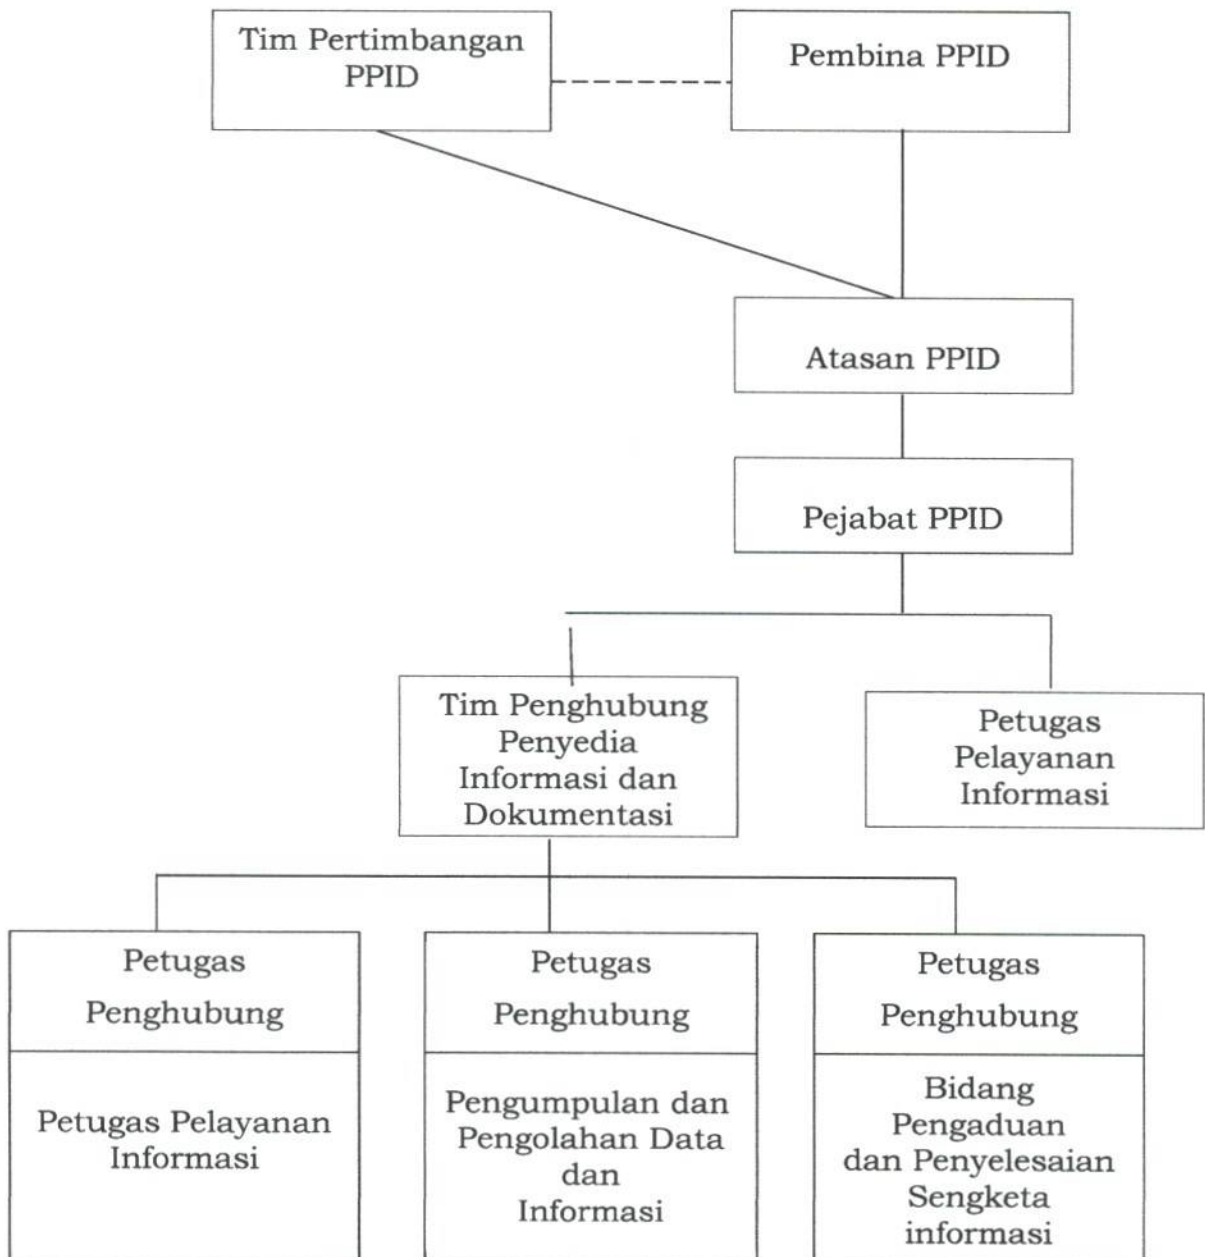 Tim Pertimbangan
PPID
Pembina PPID
Atasan PPID
Pejabat PPID
Tim Penghubung
Penyedia
Informasi dan
Dokumentasi
Petugas
Pelayanan
Informasi
Petugas
Penghubung
Petugas Pelayanan
Informasi
Petugas
Penghubung
Pengumpulan dan
Pengolahan Data
dan
Informasi
Petugas
Penghubung
Bidang
Pengaduan
dan Penyelesaian
Sengketa
informasi